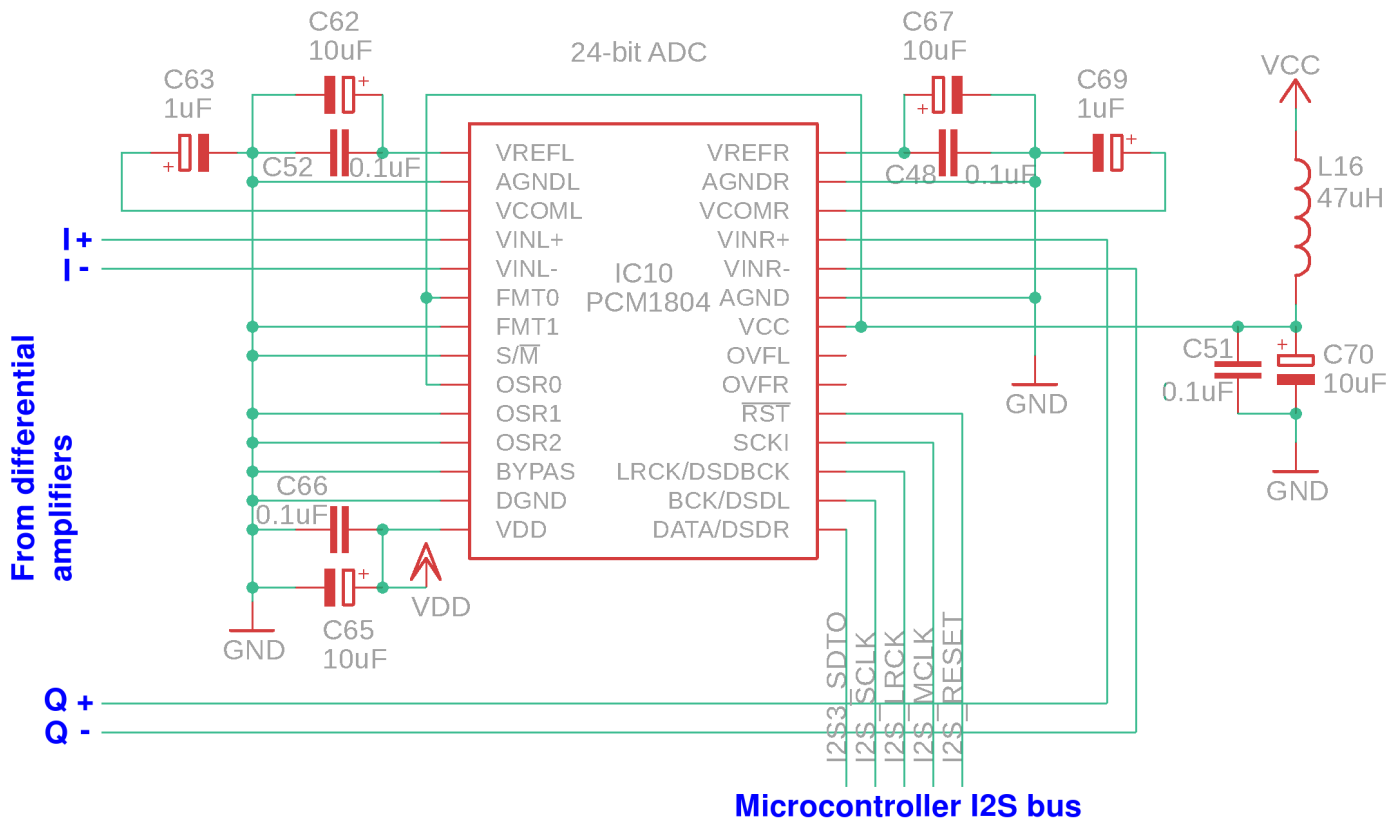 C62
10uF
24-bit ADC
C67
10uF
VCC
C63
1uF
C69
1uF
C52
0.1uF
C48
0.1uF
L16
47uH
VREFL
AGNDL
VCOML
VINL+
VINL-
FMT0
FMT1
S/M
OSR0
OSR1
OSR2
BYPAS
DGND
VDD
IC10
PCM1804
VREFR
AGNDR
VCOMR
VINR+
VINR-
AGND
VCC
OVFL
OVFR
RST
SCKI
LRCK/DSDBCK
BCK/DSDL
DATA/DSDR
I +
I -
From differential
amplifiers
C51
0.1uF
C70
10uF
GND
GND
C66
0.1uF
VDD
C65
10uF
GND
Q +
Q -
I2S3_SDTO
I2S_SCLK
I2S_LRCK
I2S_MCLK
I2S_RESET
Microcontroller I2S bus